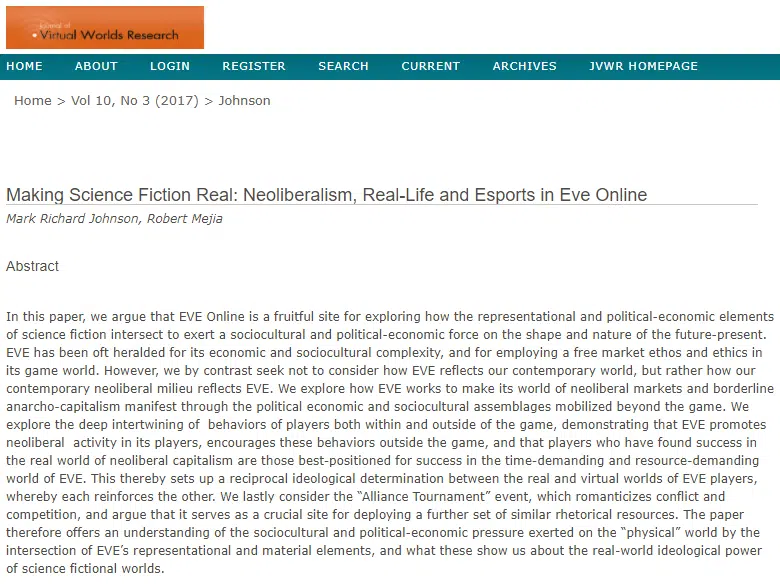 Journal of
Virtual Worlds Research
HOME ABOUT LOGIN REGISTER SEARCH CURRENT ARCHIVES JVWR HOMEPAGE
Home > Vol 10, No 3 (2017) > Johnson
Making Science Fiction Real: Neoliberalism, Real-Life and Esports in Eve Online
Mark Richard Johnson, Robert Mejia
Abstract
In this paper, we argue that EVE Online is a fruitful site for exploring how the representational and political-economic elements
of science fiction intersect to exert a sociocultural and political-economic force on the shape and nature of the future-present.
EVE has been oft heralded for its economic and sociocultural complexity, and for employing a free market ethos and ethics in
its game world. However, we by contrast seek not to consider how EVE reflects our contemporary world, but rather how our
contemporary neoliberal milieu reflects EVE. We explore how EVE works to make its world of neoliberal markets and borderline
anarcho-capitalism manifest through the political economic and sociocultural assemblages mobilized beyond the game. We
explore the deep intertwining of  behaviors of players both within and outside of the game, demonstrating that EVE promotes
neoliberal  activity in its players, encourages these behaviors outside the game, and that players who have found success in
the real world of neoliberal capitalism are those best-positioned for success in the time-demanding and resource-demanding
world of EVE. This thereby sets up a reciprocal ideological determination between the real and virtual worlds of EVE players,
whereby each reinforces the other. We lastly consider the “Alliance Tournament” event, which romanticizes conflict and
competition, and argue that it serves as a crucial site for deploying a further set of similar rhetorical resources. The paper
therefore offers an understanding of the sociocultural and political-economic pressure exerted on the “physical” world by the
intersection of EVE’s representational and material elements, and what these show us about the real-world ideological power
of science fictional worlds.